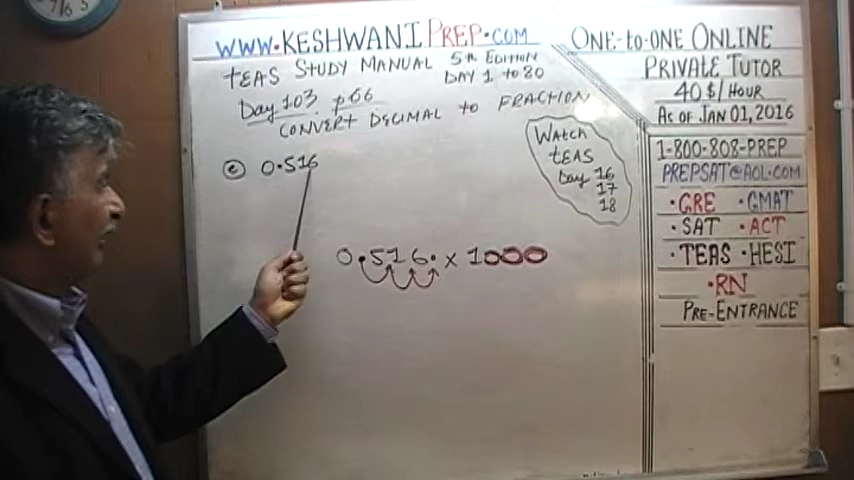 WWW.KESHWANIPREP.COM
TEAS STUDY MANUAL 5th EDITION
DAY 1 TO 80
Day 103. p66
CONVERT DECIMAL to FRACTION
Watch
TEAS
Day 16
17
18
e 0.516
0.516. x 1000
ONE-to-ONE ONLINE
PRIVATE TUTOR
40 $/HOUR
AS OF JAN 01, 2016
1-800-808-PREP
PREPSAT@AOL.COM
•GRE •GMAT
•SAT •ACT
•TEAS •HESI
•RN
PRE-ENTRANCE